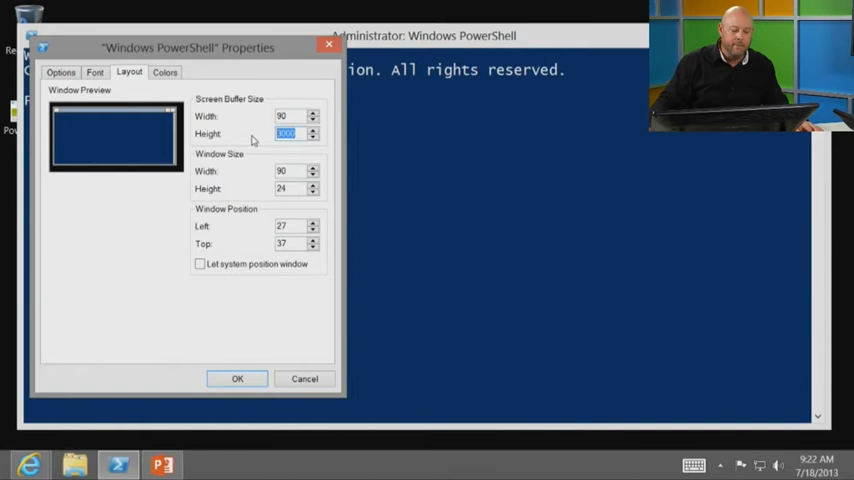 Administrator: Windows PowerShell
"Windows PowerShell" Properties
Options Font Layout Colors
ion. All rights reserved.
Window Preview
Screen Buffer Size
Width: 90
Height: 3000
Window Size
Width: 90
Height: 24
Window Position
Left: 27
Top: 37
Let system position window
OK Cancel
9:22 AM
7/18/2013